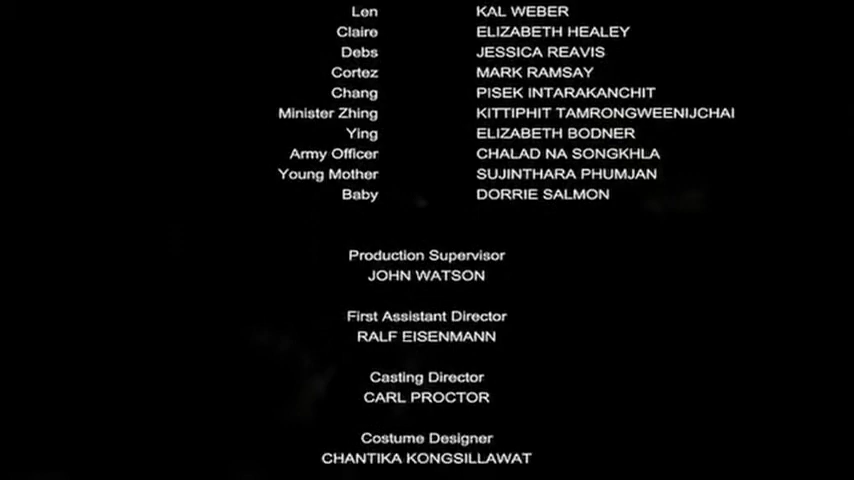 Len KAL WEBER
Claire ELIZABETH HEALEY
Debs JESSICA REAVIS
Cortez MARK RAMSAY
Chang PISEK INTARAKANCHIT
Minister Zhing KITTIPHIT TAMRONGWEENIJCHAI
Ying ELIZABETH BODNER
Army Officer CHALAD NA SONGKHLA
Young Mother SUJINTHARA PHUMJAN
Baby DORRIE SALMON
Production Supervisor
JOHN WATSON
First Assistant Director
RALF EISENMANN
Casting Director
CARL PROCTOR
Costume Designer
CHANTIKA KONGSILLAWAT